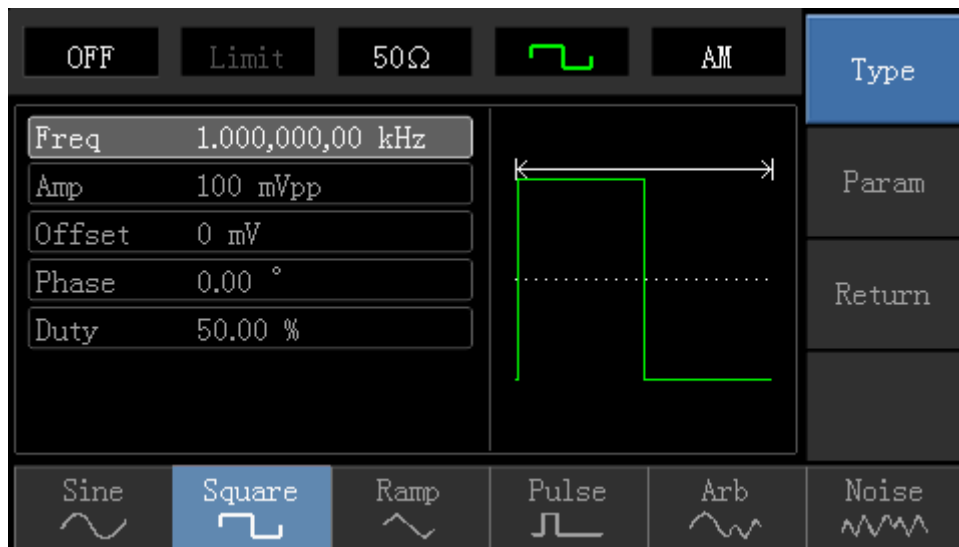 OFF Limit 50Ω AM Type
Freq 1.000,000,00 kHz
Amp 100 mVpp
Param
Offset 0 mV
Phase 0.00 °
Return
Duty 50.00 %
Sine Square Ramp Pulse Arb Noise